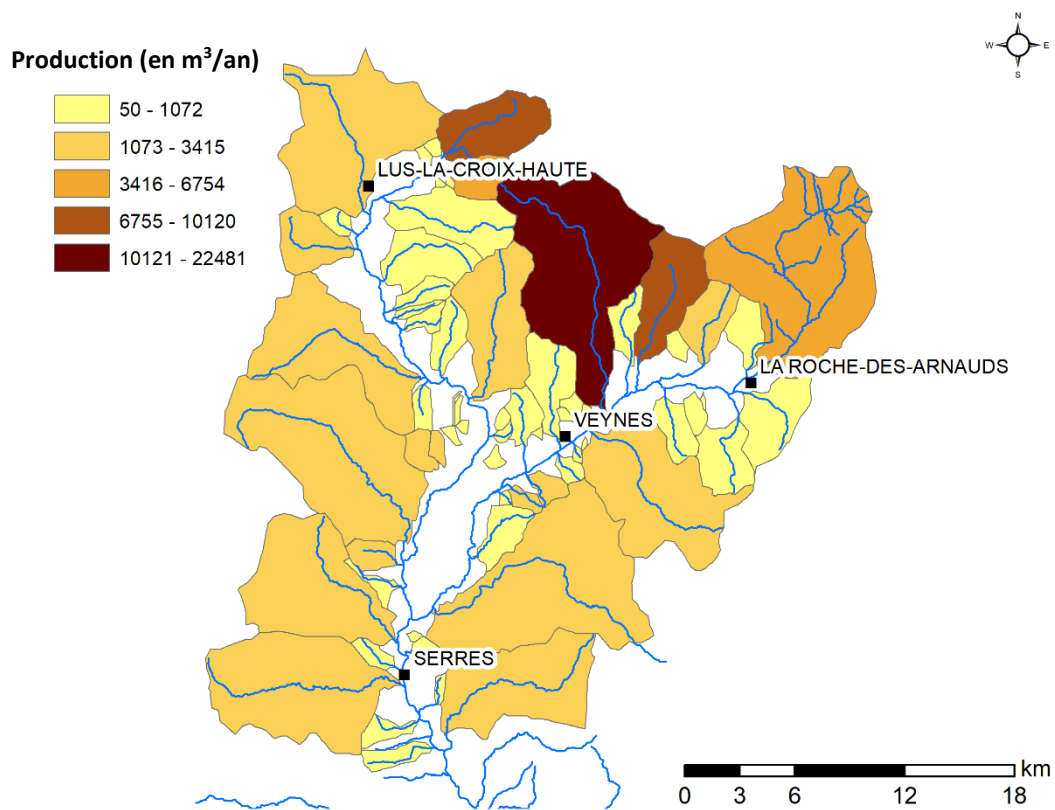 N
W E
S
Production (en m³/an)
50 - 1072
1073 - 3415
3416 - 6754
6755 - 10120
10121 - 22481
LUS-LA-CROIX-HAUTE
LA ROCHE-DES-ARNAUDS
VEYNES
SERRES
km
0 3 6 12 18